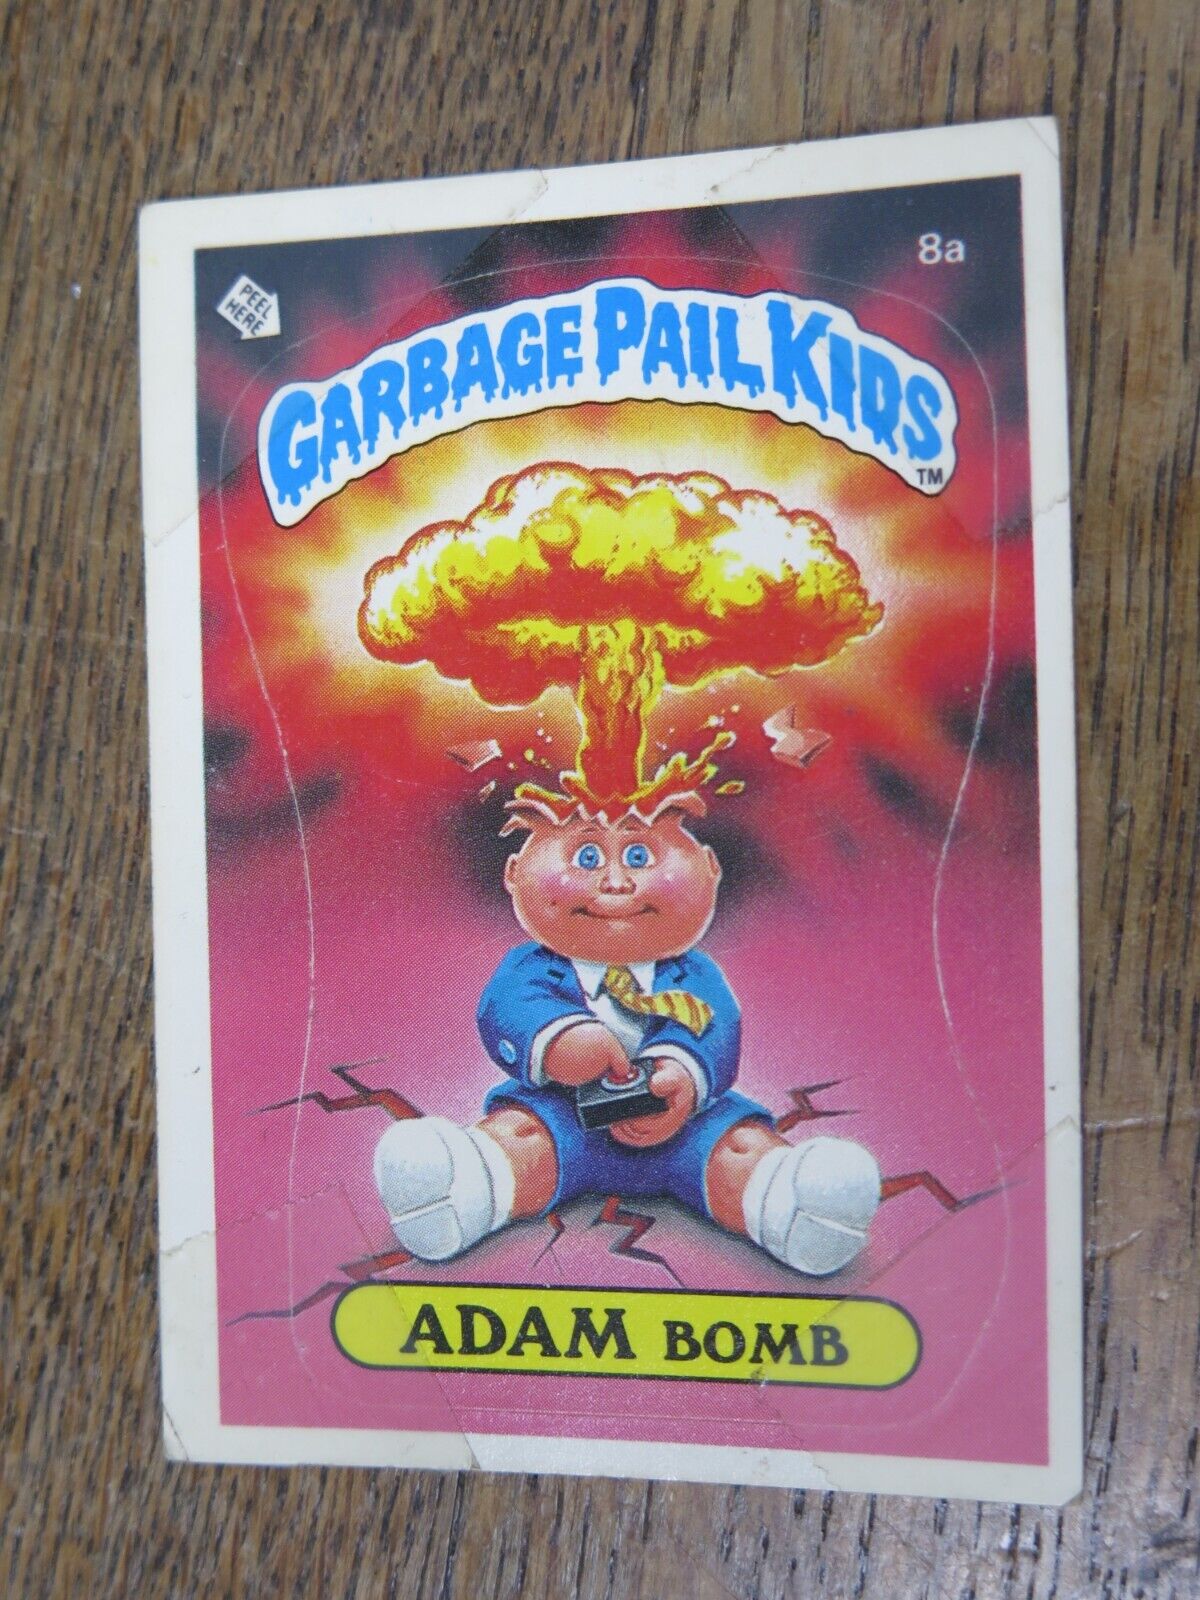 8a
PEEL
HERE
GARBAGE PAIL KIDS
TM
ADAM BOMB